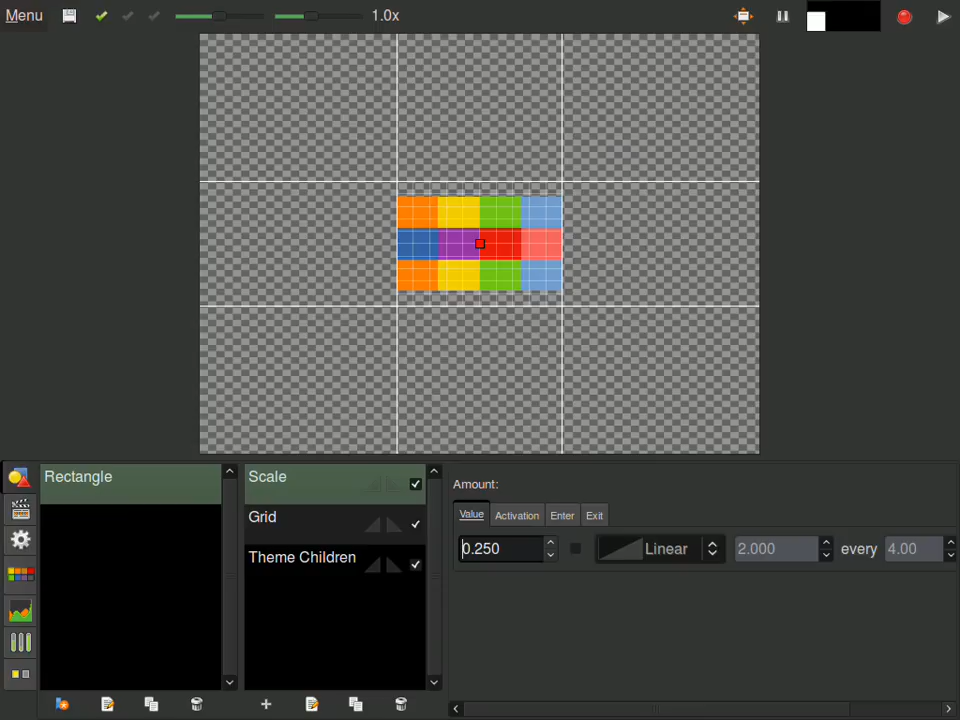 Menu 1.0x
Rectangle
Scale
Grid
Theme Children
Amount:
Value Activation Enter Exit
0.250 Linear 2.000 every 4.00